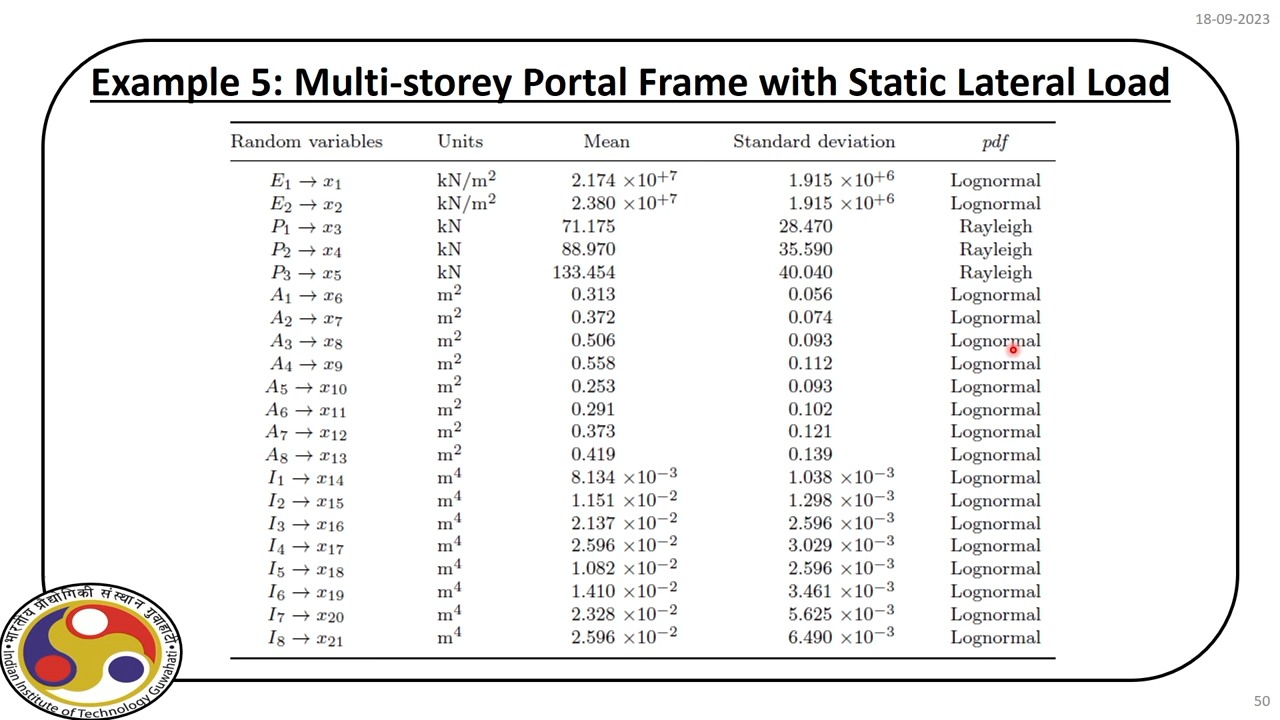 18-09-2023
Example 5: Multi-storey Portal Frame with Static Lateral Load
Random variables Units Mean Standard deviation pdf
E₁ → x₁ kN/m² 2.174 ×10⁺⁷ 1.915 ×10⁺⁶ Lognormal
E₂ → x₂ kN/m² 2.380 ×10⁺⁷ 1.915 ×10⁺⁶ Lognormal
P₁ → x₃ kN 71.175 28.470 Rayleigh
P₂ → x₄ kN 88.970 35.590 Rayleigh
P₃ → x₅ kN 133.454 40.040 Rayleigh
A₁ → x₆ m² 0.313 0.056 Lognormal
A₂ → x₇ m² 0.372 0.074 Lognormal
A₃ → x₈ m² 0.506 0.093 Lognormal
A₄ → x₉ m² 0.558 0.112 Lognormal
A₅ → x₁₀ m² 0.253 0.093 Lognormal
A₆ → x₁₁ m² 0.291 0.102 Lognormal
A₇ → x₁₂ m² 0.373 0.121 Lognormal
A₈ → x₁₃ m² 0.419 0.139 Lognormal
I₁ → x₁₄ m⁴ 8.134 ×10⁻³ 1.038 ×10⁻³ Lognormal
I₂ → x₁₅ m⁴ 1.151 ×10⁻² 1.298 ×10⁻³ Lognormal
I₃ → x₁₆ m⁴ 2.137 ×10⁻² 2.596 ×10⁻³ Lognormal
I₄ → x₁₇ m⁴ 2.596 ×10⁻² 3.029 ×10⁻³ Lognormal
I₅ → x₁₈ m⁴ 1.082 ×10⁻² 2.596 ×10⁻³ Lognormal
I₆ → x₁₉ m⁴ 1.410 ×10⁻² 3.461 ×10⁻³ Lognormal
I₇ → x₂₀ m⁴ 2.328 ×10⁻² 5.625 ×10⁻³ Lognormal
I₈ → x₂₁ m⁴ 2.596 ×10⁻² 6.490 ×10⁻³ Lognormal
भारतीय प्रौद्योगिकी संस्थान गुवाहाटी
Indian Institute of Technology Guwahati
50